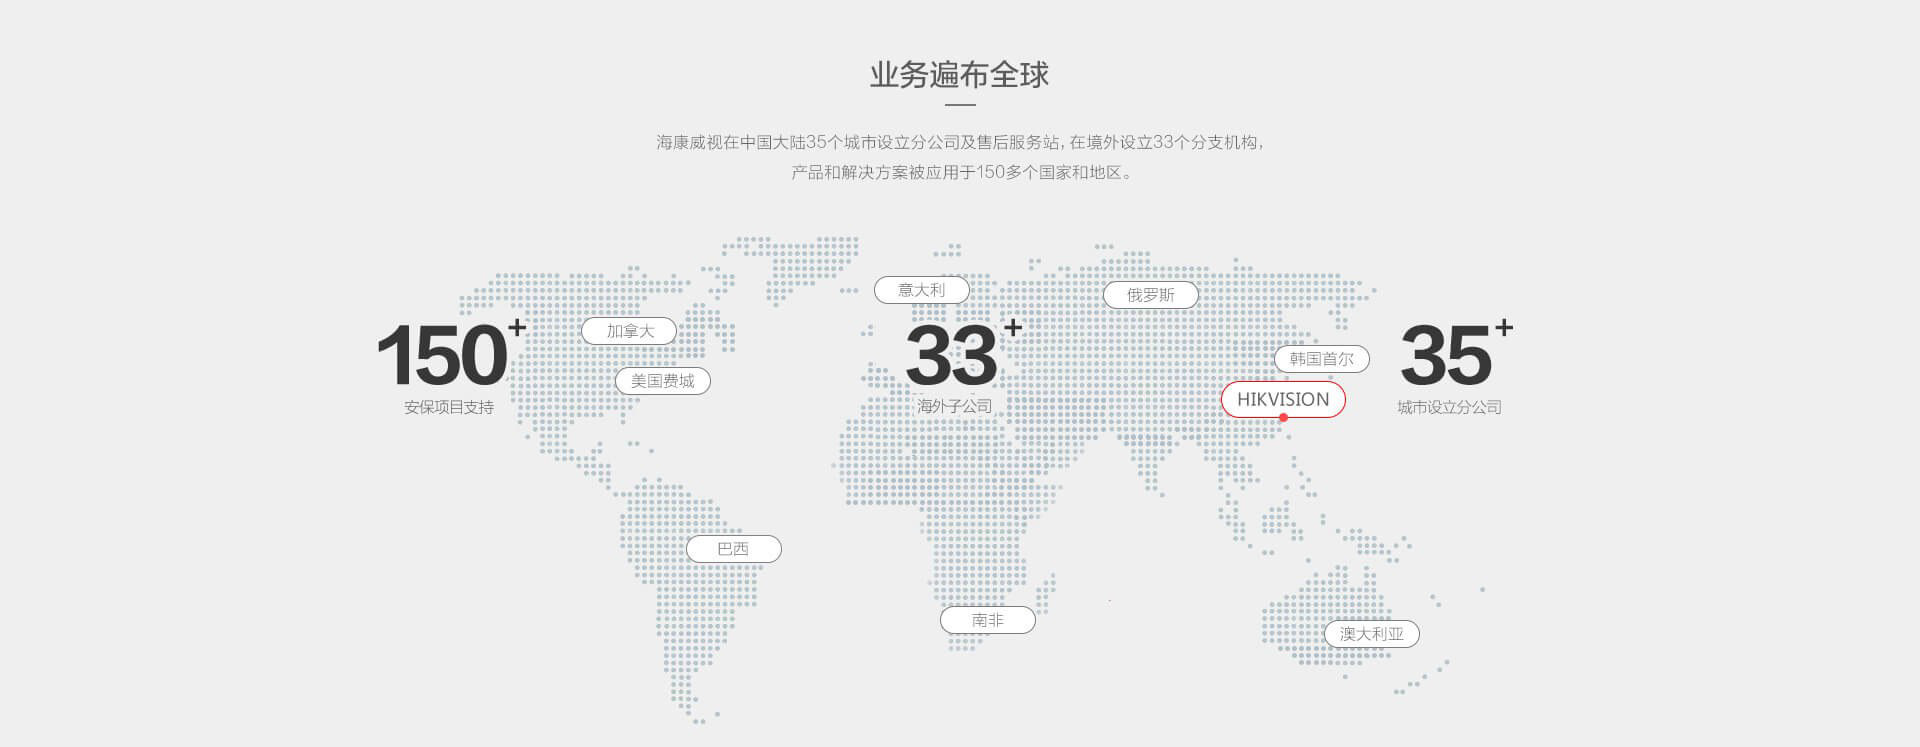 业务遍布全球
海康威视在中国大陆35个城市设立分公司及售后服务站,在境外设立33个分支机构,
产品和解决方案被应用于150多个国家和地区。
意大利
俄罗斯
加拿大
150+
安保项目支持
33+
海外子公司
35+
城市设立分公司
韩国首尔
美国费城
HIKVISION
巴西
南非
澳大利亚